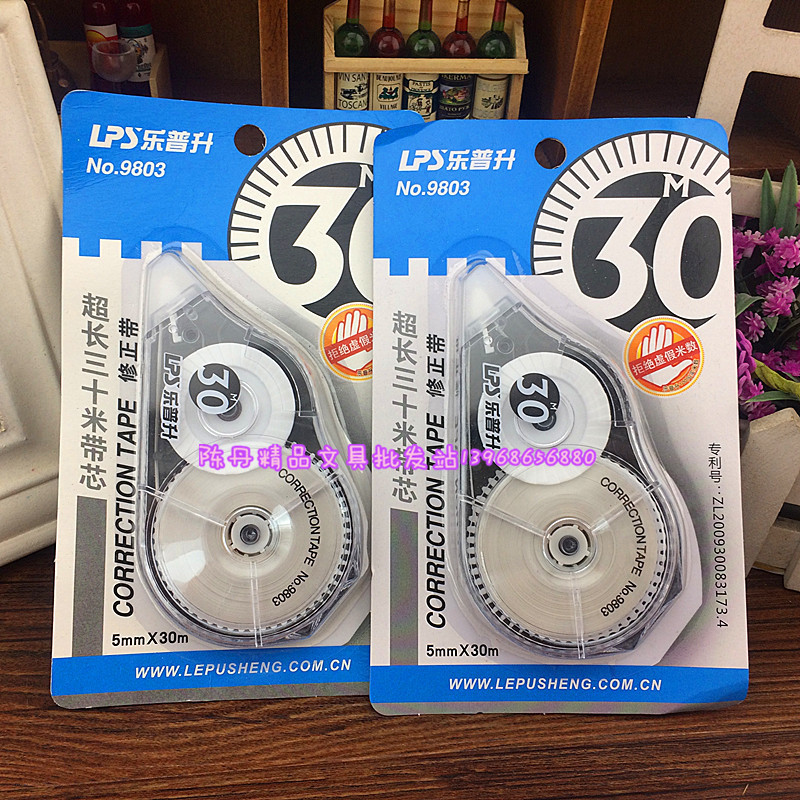 VIN SANTO
TOSCANO
BEAUJOLAIS
VILLAGE
PASTIS
LPS乐普升
No.9803
30
M
超长三十米带芯
CORRECTION TAPE 修正带
拒绝虚假米数
LPS乐普升
30
M
CORRECTION TAPE No.9803
5mm X 30m
WWW.LEPUSHENG.COM.CN
LPS乐普升
No.9803
30
M
超长三十米带芯
CORRECTION TAPE 修正带
拒绝虚假米数
LPS乐普升
30
M
CORRECTION TAPE No.9803
专利号:ZL200930083173.4
5mm X 30m
WWW.LEPUSHENG.COM.CN
陈丹精品文具批发站13968656880